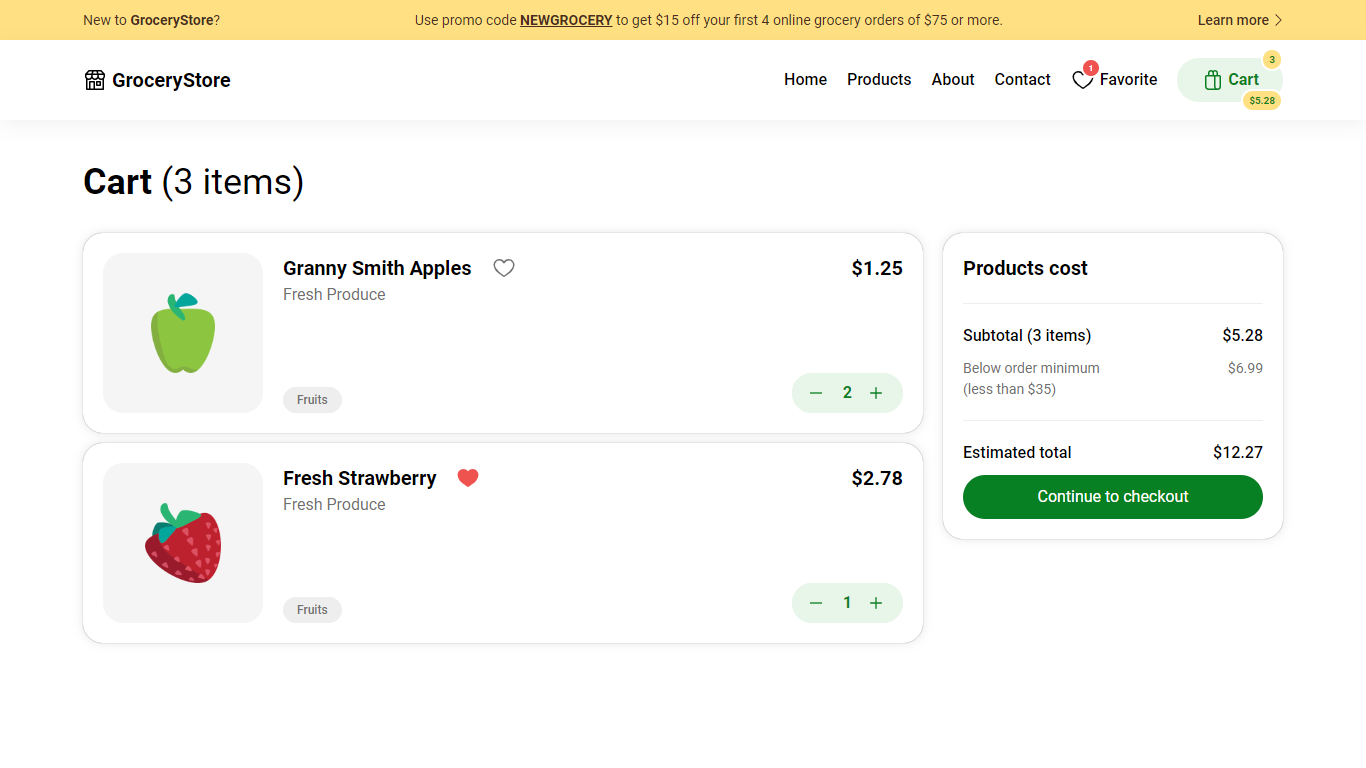 New to GroceryStore?
Use promo code NEWGROCERY to get $15 off your first 4 online grocery orders of $75 or more.
Learn more
GroceryStore
Home
Products
About
Contact
1
Favorite
3
Cart
$5.28
Cart (3 items)
Granny Smith Apples
$1.25
Fresh Produce
Fruits
2
Fresh Strawberry
$2.78
Fresh Produce
Fruits
1
Products cost
Subtotal (3 items)
$5.28
Below order minimum
(less than $35)
$6.99
Estimated total
$12.27
Continue to checkout